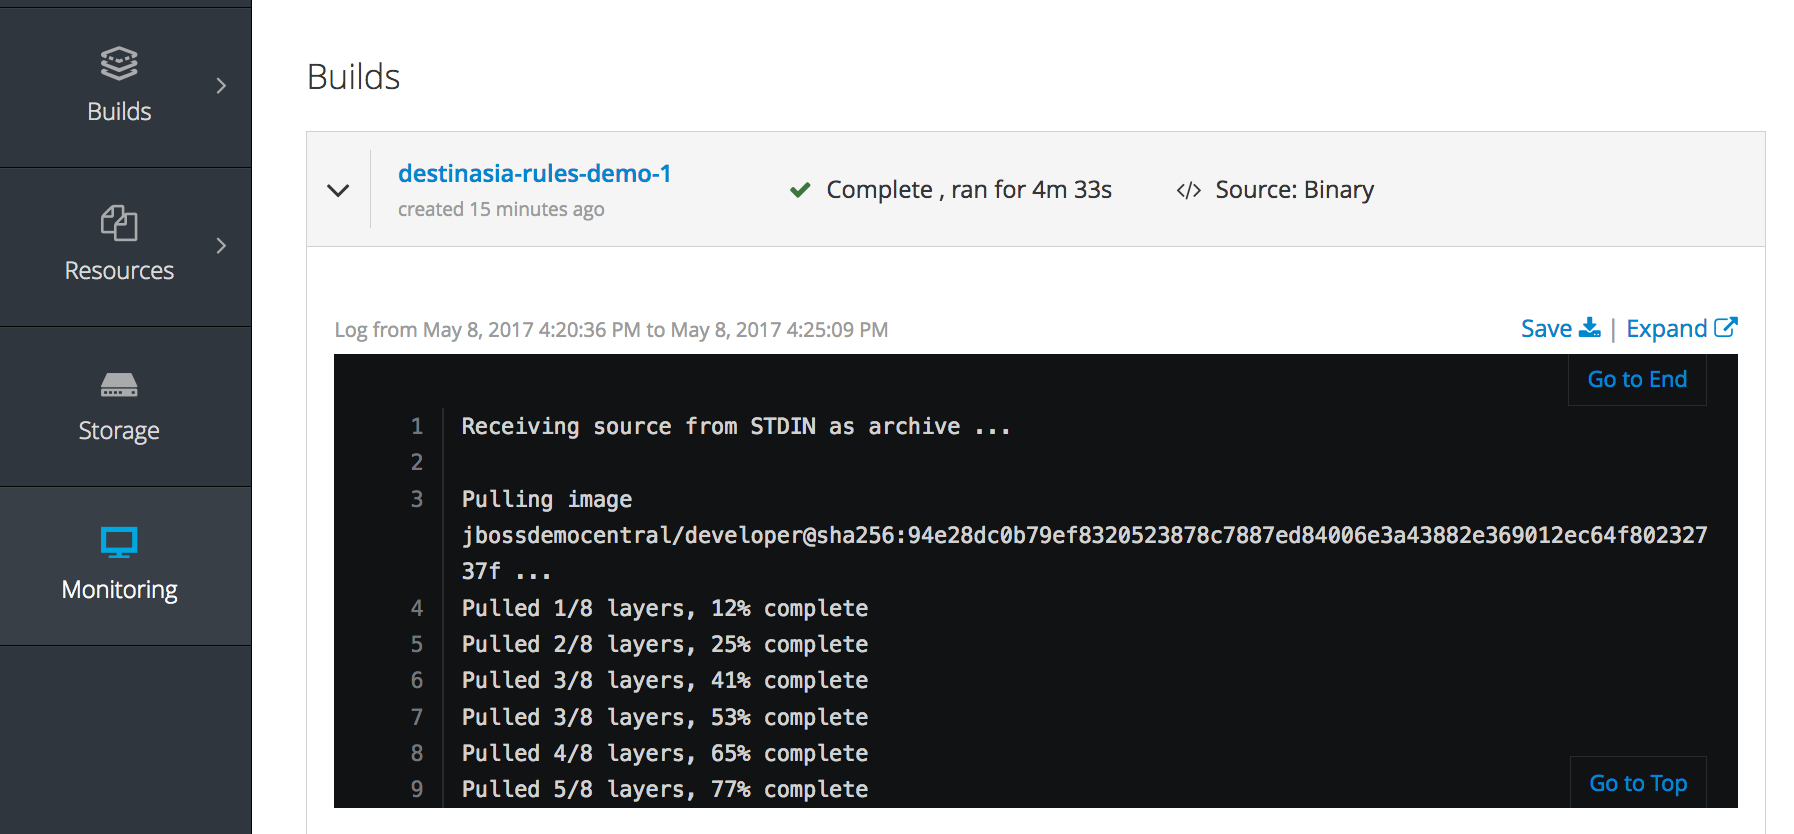 Builds
Resources
Storage
Monitoring
Builds
destinasia-rules-demo-1
created 15 minutes ago
Complete , ran for 4m 33s
</> Source: Binary
Log from May 8, 2017 4:20:36 PM to May 8, 2017 4:25:09 PM
Save | Expand
Go to End
1 Receiving source from STDIN as archive ...
2
3 Pulling image
jbossdemocentral/developer@sha256:94e28dc0b79ef8320523878c7887ed84006e3a43882e369012ec64f802327
37f ...
4 Pulled 1/8 layers, 12% complete
5 Pulled 2/8 layers, 25% complete
6 Pulled 3/8 layers, 41% complete
7 Pulled 3/8 layers, 53% complete
8 Pulled 4/8 layers, 65% complete
9 Pulled 5/8 layers, 77% complete
Go to Top